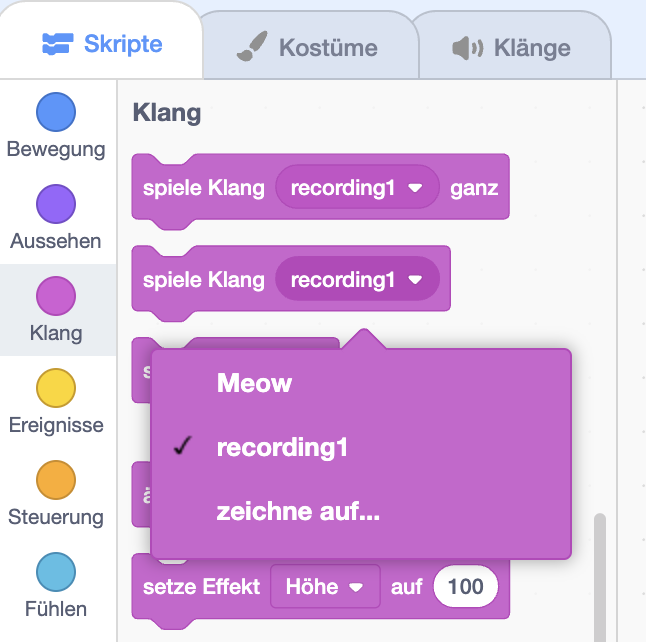 Skripte
Kostüme
Klänge
Bewegung
Aussehen
Klang
Ereignisse
Steuerung
Fühlen
Klang
spiele Klang recording1 ganz
spiele Klang recording1
Meow
✓ recording1
zeichne auf...
setze Effekt Höhe auf 100